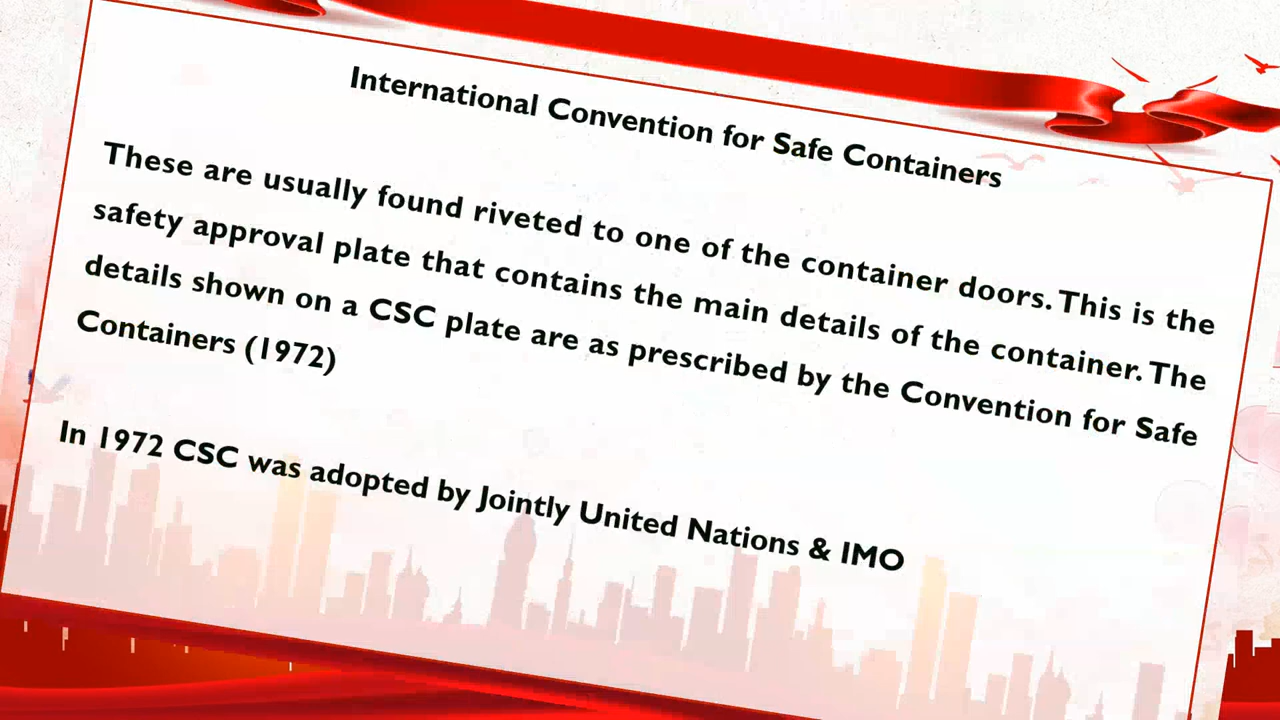 International Convention for Safe Containers
These are usually found riveted to one of the container doors. This is the
safety approval plate that contains the main details of the container. The
details shown on a CSC plate are as prescribed by the Convention for Safe
Containers (1972)
In 1972 CSC was adopted by Jointly United Nations & IMO